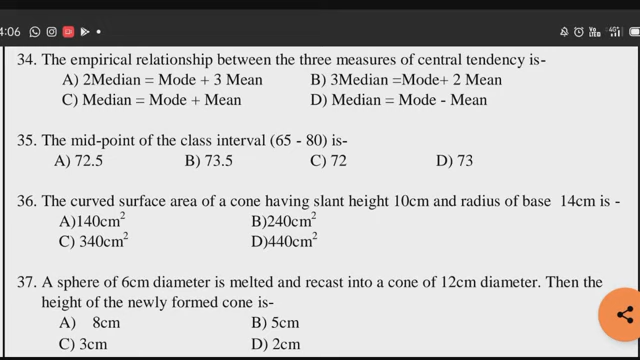 4:06
34. The empirical relationship between the three measures of central tendency is-
A) 2Median = Mode + 3 Mean B) 3Median =Mode+ 2 Mean
C) Median = Mode + Mean D) Median = Mode - Mean
35. The mid-point of the class interval (65 - 80) is-
A) 72.5 B) 73.5 C) 72 D) 73
36. The curved surface area of a cone having slant height 10cm and radius of base 14cm is -
A)140cm² B)240cm²
C) 340cm² D)440cm²
37. A sphere of 6cm diameter is melted and recast into a cone of 12cm diameter. Then the
height of the newly formed cone is-
A) 8cm B) 5cm
C) 3cm D) 2cm